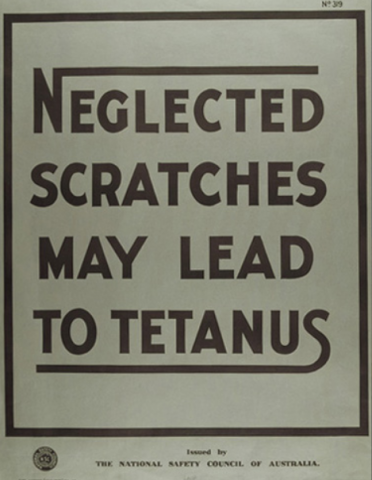 Nº 319
NEGLECTED
SCRATCHES
MAY LEAD
TO TETANUS
Issued by
THE NATIONAL SAFETY COUNCIL OF AUSTRALIA.